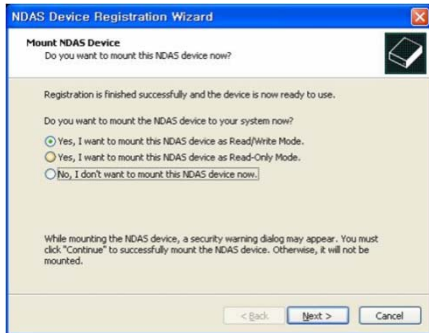 NDAS Device Registration Wizard
Mount NDAS Device
Do you want to mount this NDAS device now?
Registration is finished successfully and the device is now ready to use.
Do you want to mount the NDAS device to your system now?
Yes, I want to mount this NDAS device as Read/Write Mode.
Yes, I want to mount this NDAS device as Read-Only Mode.
No, I don't want to mount this NDAS device now.
While mounting the NDAS device, a security warning dialog may appear. You must
click "Continue" to successfully mount the NDAS device. Otherwise, it will not be
mounted.
< Back
Next >
Cancel